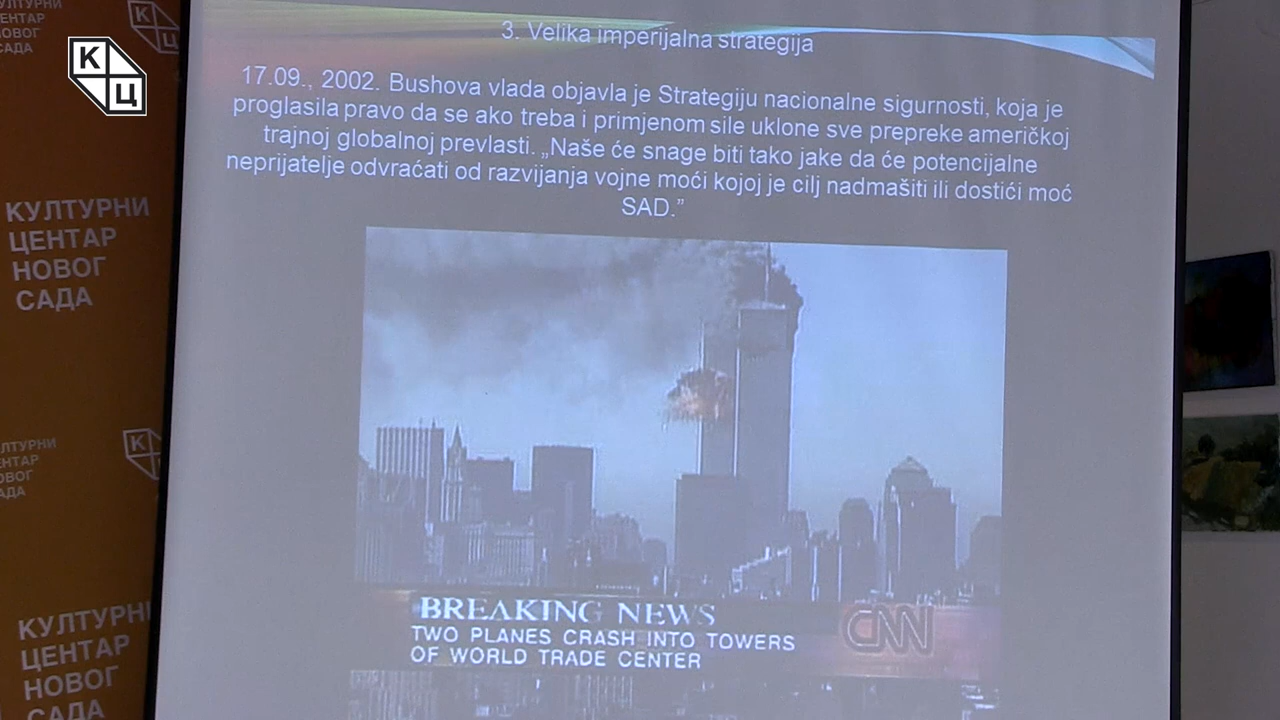 КУЛТУРНИ
ЦЕНТАР
НОВОГ
САДА
К
Ц
К
Ц
3. Velika imperijalna strategija
17.09., 2002. Bushova vlada objavla je Strategiju nacionalne sigurnosti, koja je
proglasila pravo da se ako treba i primjenom sile uklone sve prepreke američkoj
trajnoj globalnoj prevlasti. „Naše će snage biti tako jake da će potencijalne
neprijatelje odvraćati od razvijanja vojne moći kojoj je cilj nadmašiti ili dostići moć
SAD.”
КУЛТУРНИ
ЦЕНТАР
НОВОГ
САДА
К
BREAKING NEWS
TWO PLANES CRASH INTO TOWERS
OF WORLD TRADE CENTER
CNN
КУЛТУРНИ
ЦЕНТАР
НОВОГ
САДА